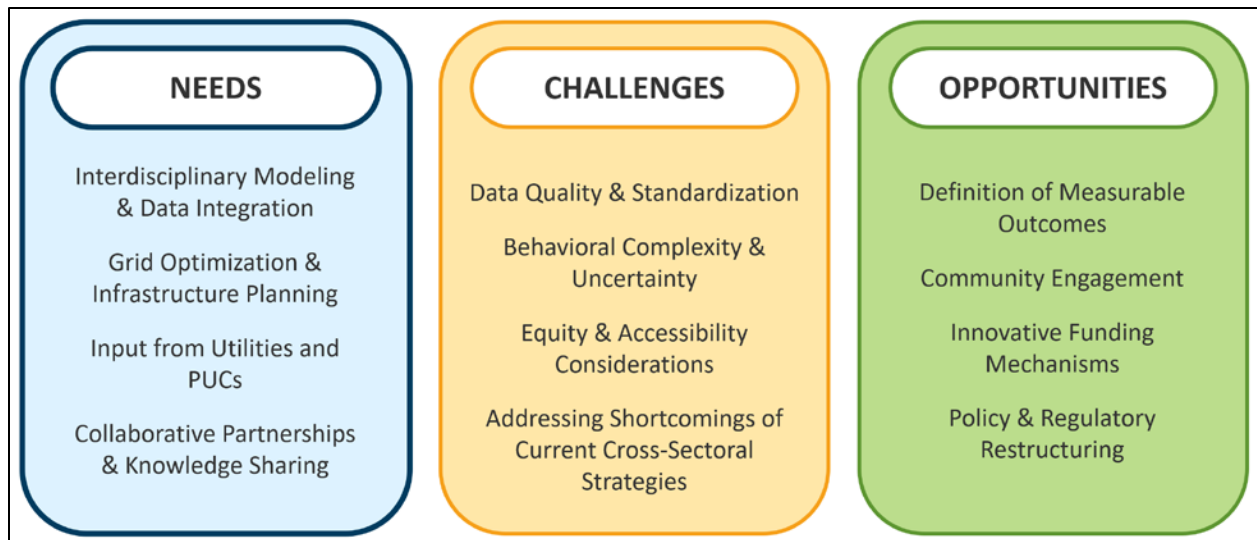 NEEDS
Interdisciplinary Modeling
& Data Integration
Grid Optimization &
Infrastructure Planning
Input from Utilities and
PUCs
Collaborative Partnerships
& Knowledge Sharing
CHALLENGES
Data Quality & Standardization
Behavioral Complexity &
Uncertainty
Equity & Accessibility
Considerations
Addressing Shortcomings of
Current Cross-Sectoral
Strategies
OPPORTUNITIES
Definition of Measurable
Outcomes
Community Engagement
Innovative Funding
Mechanisms
Policy & Regulatory
Restructuring